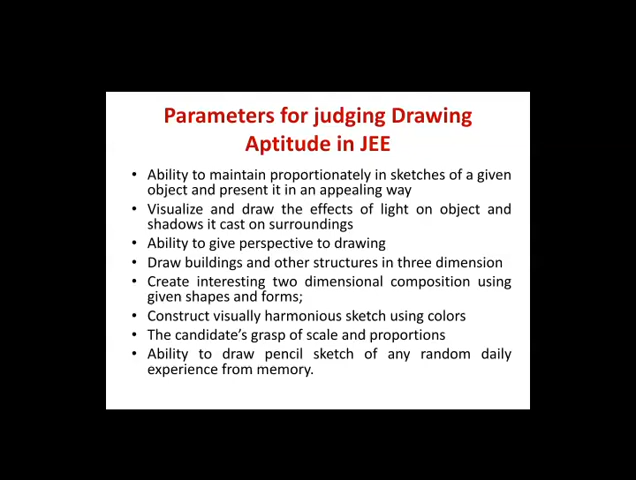 Parameters for judging Drawing
Aptitude in JEE
• Ability to maintain proportionately in sketches of a given
object and present it in an appealing way
• Visualize and draw the effects of light on object and
shadows it cast on surroundings
• Ability to give perspective to drawing
• Draw buildings and other structures in three dimension
• Create interesting two dimensional composition using
given shapes and forms;
• Construct visually harmonious sketch using colors
• The candidate's grasp of scale and proportions
• Ability to draw pencil sketch of any random daily
experience from memory.